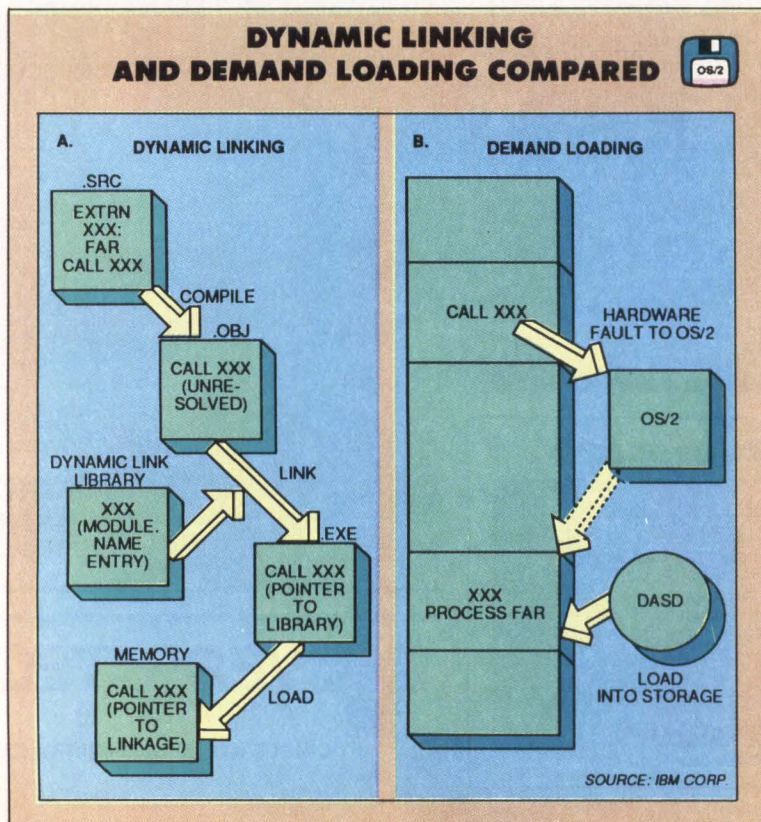 DYNAMIC LINKING
AND DEMAND LOADING COMPARED
OS/2
A.
DYNAMIC LINKING
.SRC
EXTRN
XXX:
FAR
CALL XXX
COMPILE
.OBJ
CALL XXX
(UNRE-
SOLVED)
DYNAMIC LINK
LIBRARY
LINK
XXX
(MODULE.
NAME
ENTRY)
.EXE
CALL XXX
(POINTER
TO
LIBRARY)
MEMORY
LOAD
CALL XXX
(POINTER
TO
LINKAGE)
B.
DEMAND LOADING
CALL XXX
HARDWARE
FAULT TO OS/2
OS/2
XXX
PROCESS FAR
DASD
LOAD
INTO STORAGE
SOURCE: IBM CORP.